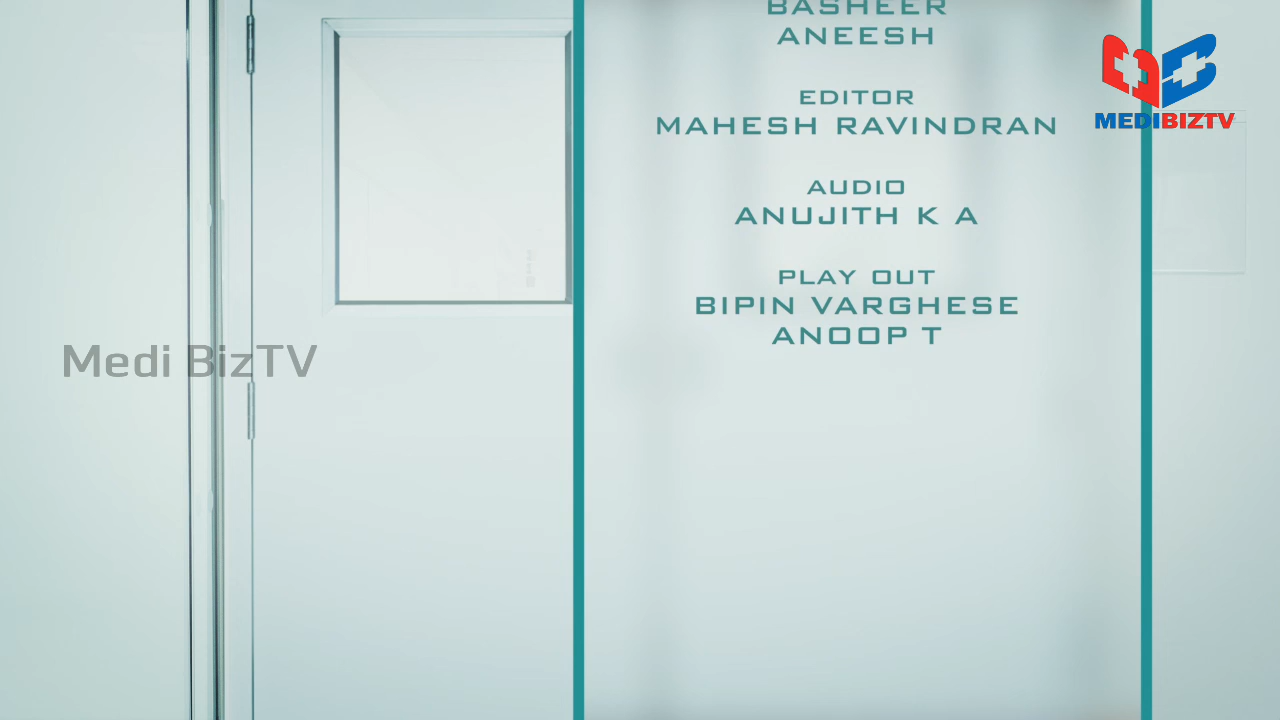 BASHEER
ANEESH
EDITOR
MAHESH RAVINDRAN
AUDIO
ANUJITH K A
PLAY OUT
BIPIN VARGHESE
ANOOP T
MEDIBIZTV
Medi BizTV